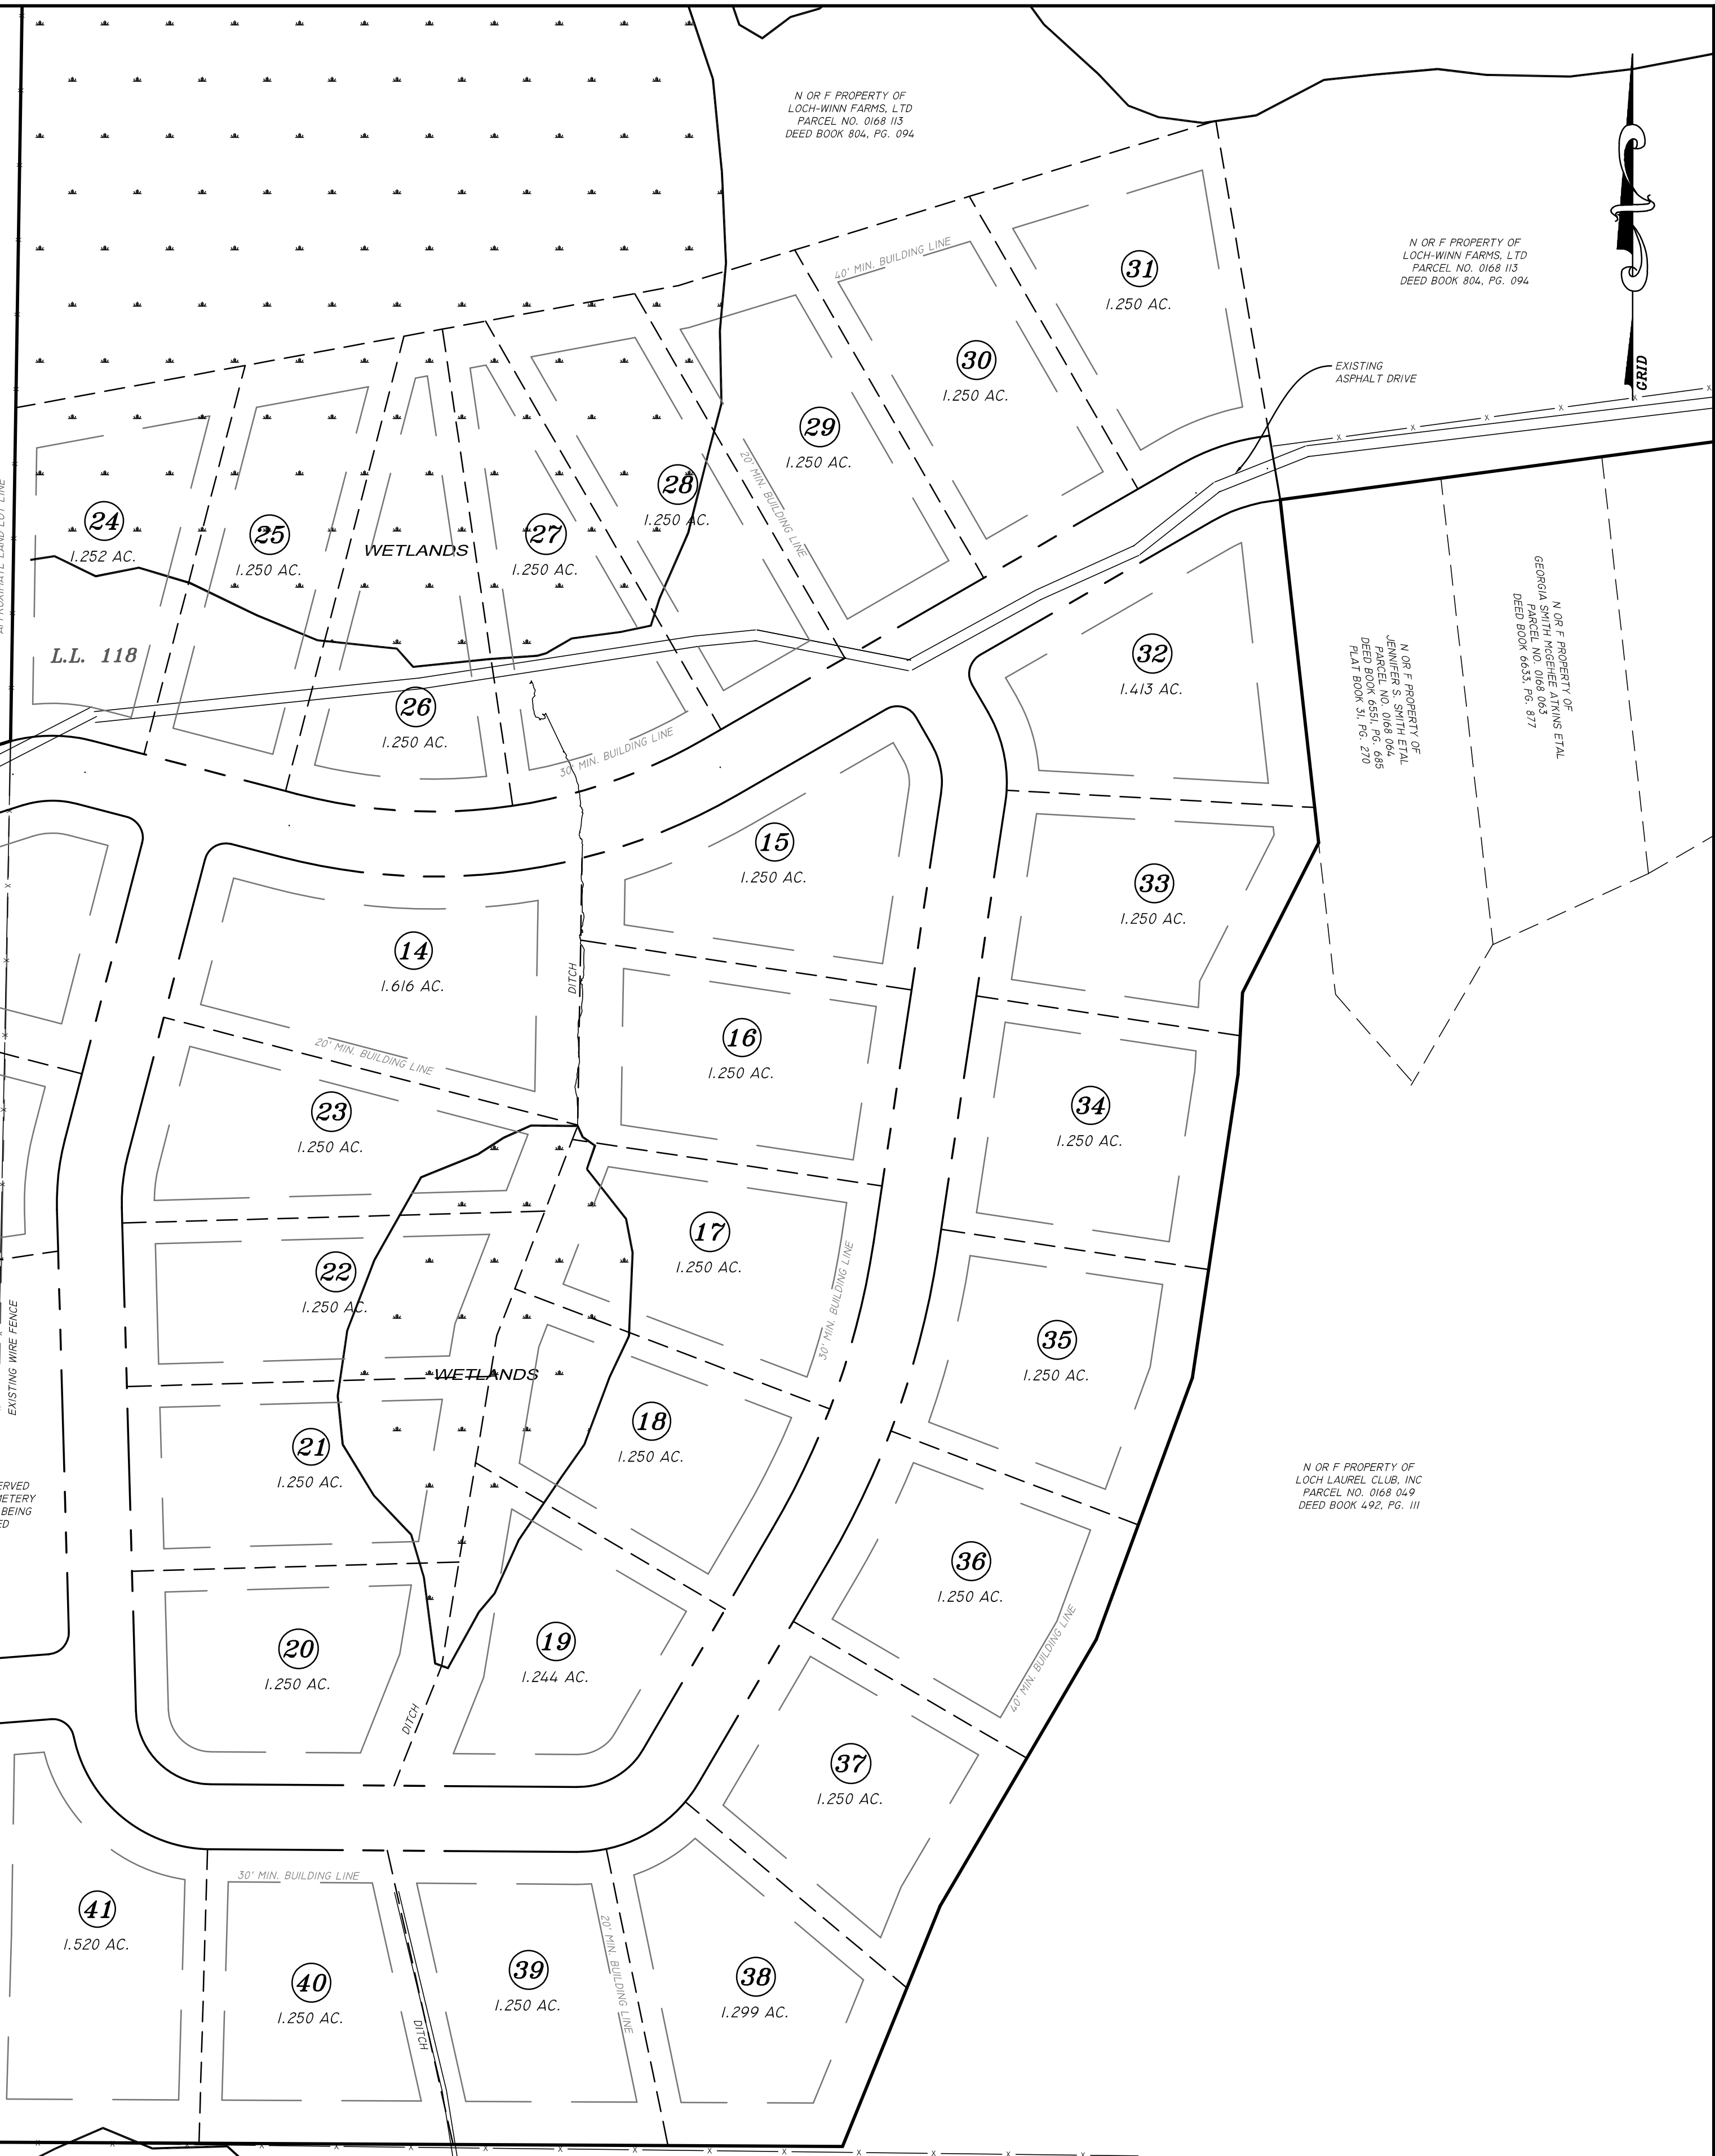 N OR F PROPERTY OF
LOCH-WINN FARMS, LTD
PARCEL NO. 0168 113
DEED BOOK 804, PG. 094
N OR F PROPERTY OF
LOCH-WINN FARMS, LTD
PARCEL NO. 0168 113
DEED BOOK 804, PG. 094
GRID
EXISTING
ASPHALT DRIVE
40' MIN. BUILDING LINE
31
1.250 AC.
30
1.250 AC.
29
1.250 AC.
20' MIN. BUILDING LINE
28
1.250 AC.
27
1.250 AC.
WETLANDS
25
1.250 AC.
24
1.252 AC.
L.L. 118
26
1.250 AC.
30' MIN. BUILDING LINE
32
1.413 AC.
N OR F PROPERTY OF
JENNIFER S. SMITH ETAL
PARCEL NO. 0168 064
DEED BOOK 6551, PG. 685
PLAT BOOK 31, PG. 270
N OR F PROPERTY OF
GEORGIA SMITH McGEHEE ATKINS ETAL
PARCEL NO. 0168 063
DEED BOOK 6633, PG. 877
15
1.250 AC.
33
1.250 AC.
14
1.616 AC.
DITCH
20' MIN. BUILDING LINE
16
1.250 AC.
34
1.250 AC.
23
1.250 AC.
17
1.250 AC.
30' MIN. BUILDING LINE
22
1.250 AC.
WETLANDS
35
1.250 AC.
EXISTING WIRE FENCE
21
1.250 AC.
18
1.250 AC.
N OR F PROPERTY OF
LOCH LAUREL CLUB, INC
PARCEL NO. 0168 049
DEED BOOK 492, PG. 111
BEING
36
1.250 AC.
40' MIN. BUILDING LINE
20
1.250 AC.
19
1.244 AC.
DITCH
37
1.250 AC.
30' MIN. BUILDING LINE
41
1.520 AC.
40
1.250 AC.
DITCH
39
1.250 AC.
20' MIN. BUILDING LINE
38
1.299 AC.